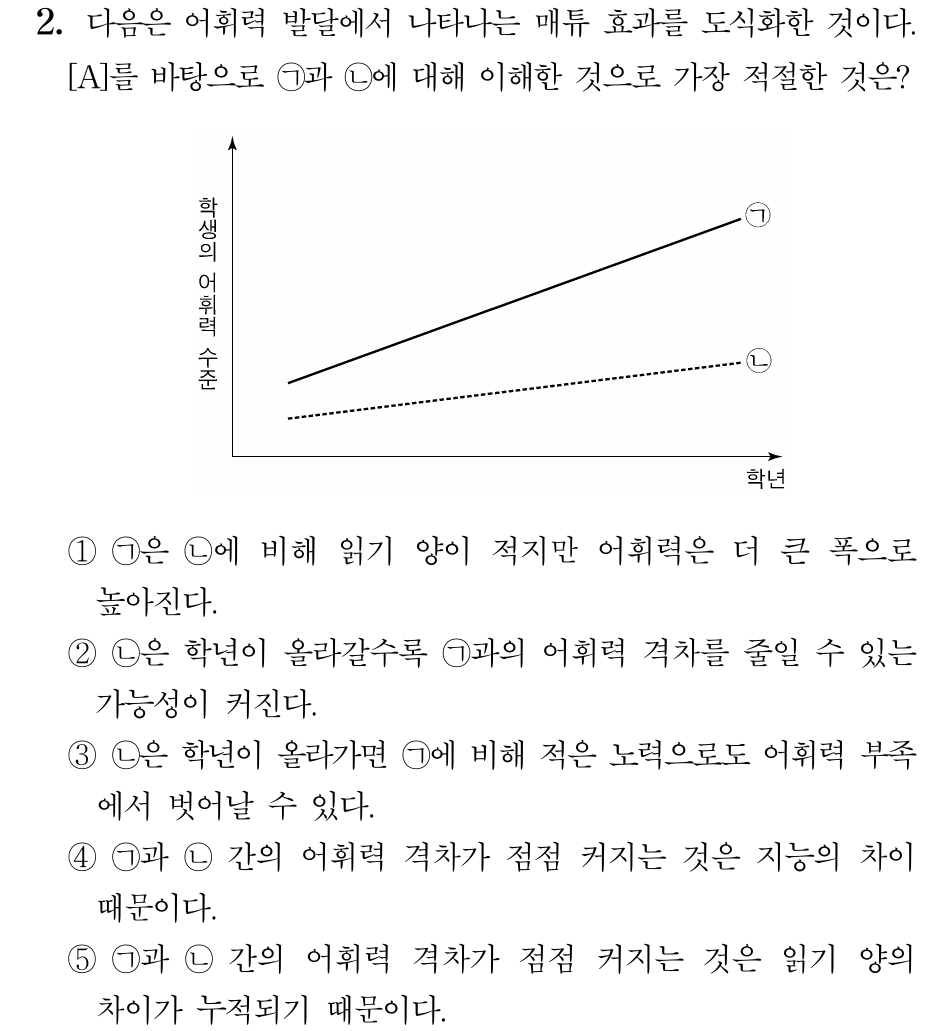 2. 다음은 어휘력 발달에서 나타나는 매튜 효과를 도식화한 것이다.
[A]를 바탕으로 ㉠과 ㉡에 대해 이해한 것으로 가장 적절한 것은?
학생의 어휘력 수준
㉠
㉡
학년
① ㉠은 ㉡에 비해 읽기 양이 적지만 어휘력은 더 큰 폭으로
높아진다.
② ㉡은 학년이 올라갈수록 ㉠과의 어휘력 격차를 줄일 수 있는
가능성이 커진다.
③ ㉡은 학년이 올라가면 ㉠에 비해 적은 노력으로도 어휘력 부족
에서 벗어날 수 있다.
④ ㉠과 ㉡ 간의 어휘력 격차가 점점 커지는 것은 지능의 차이
때문이다.
⑤ ㉠과 ㉡ 간의 어휘력 격차가 점점 커지는 것은 읽기 양의
차이가 누적되기 때문이다.